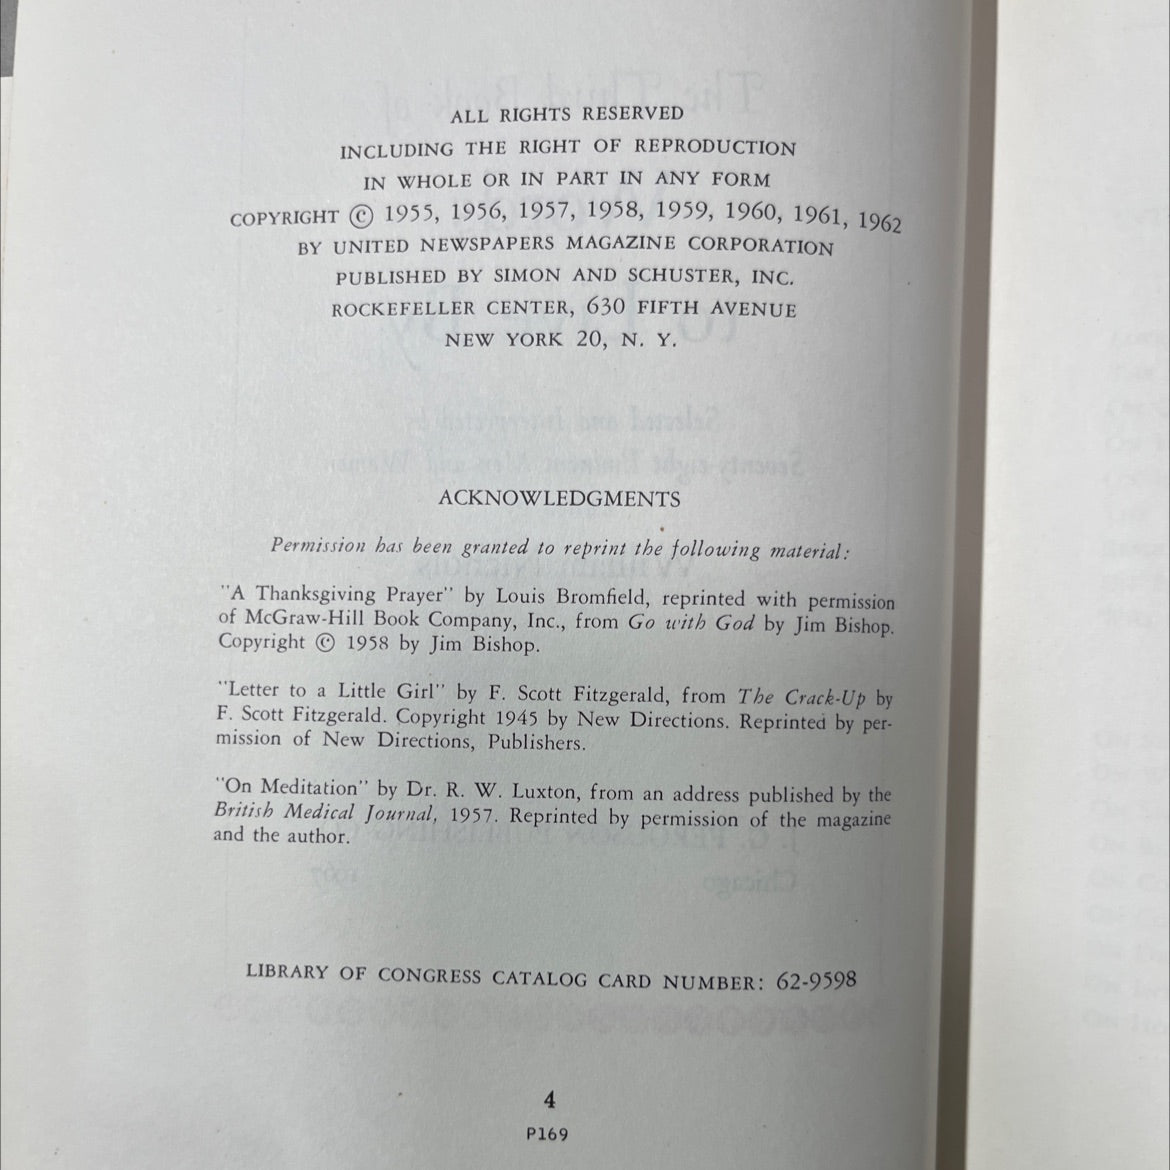 ALL RIGHTS RESERVED
INCLUDING THE RIGHT OF REPRODUCTION
IN WHOLE OR IN PART IN ANY FORM
COPYRIGHT © 1955, 1956, 1957, 1958, 1959, 1960, 1961, 1962
BY UNITED NEWSPAPERS MAGAZINE CORPORATION
PUBLISHED BY SIMON AND SCHUSTER, INC.
ROCKEFELLER CENTER, 630 FIFTH AVENUE
NEW YORK 20, N. Y.
ACKNOWLEDGMENTS
Permission has been granted to reprint the following material:
"A Thanksgiving Prayer" by Louis Bromfield, reprinted with permission
of McGraw-Hill Book Company, Inc., from Go with God by Jim Bishop.
Copyright © 1958 by Jim Bishop.
"Letter to a Little Girl" by F. Scott Fitzgerald, from The Crack-Up by
F. Scott Fitzgerald. Copyright 1945 by New Directions. Reprinted by per-
mission of New Directions, Publishers.
"On Meditation" by Dr. R. W. Luxton, from an address published by the
British Medical Journal, 1957. Reprinted by permission of the magazine
and the author.
LIBRARY OF CONGRESS CATALOG CARD NUMBER: 62-9598
4
P169